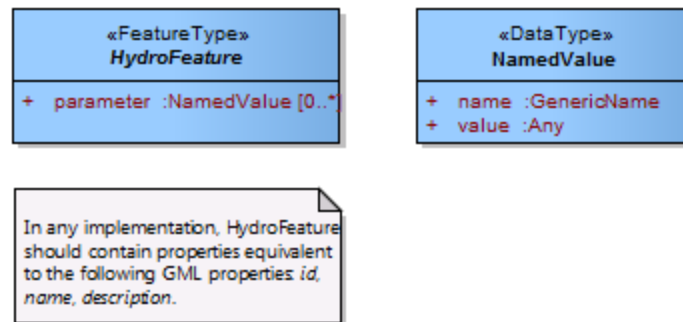 «FeatureType»
HydroFeature
+ parameter :NamedValue [0..*]
«DataType»
NamedValue
+ name :GenericName
+ value :Any
In any implementation, HydroFeature
should contain properties equivalent
to the following GML properties: id,
name, description.